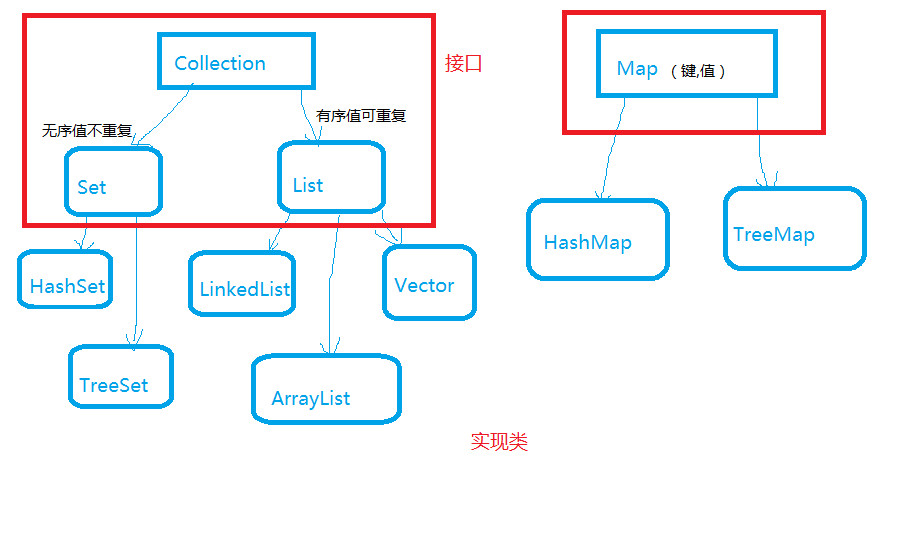 Collection
接口
Map （键,值）
无序值不重复
有序值可重复
Set
List
HashMap
TreeMap
HashSet
LinkedList
Vector
TreeSet
ArrayList
实现类